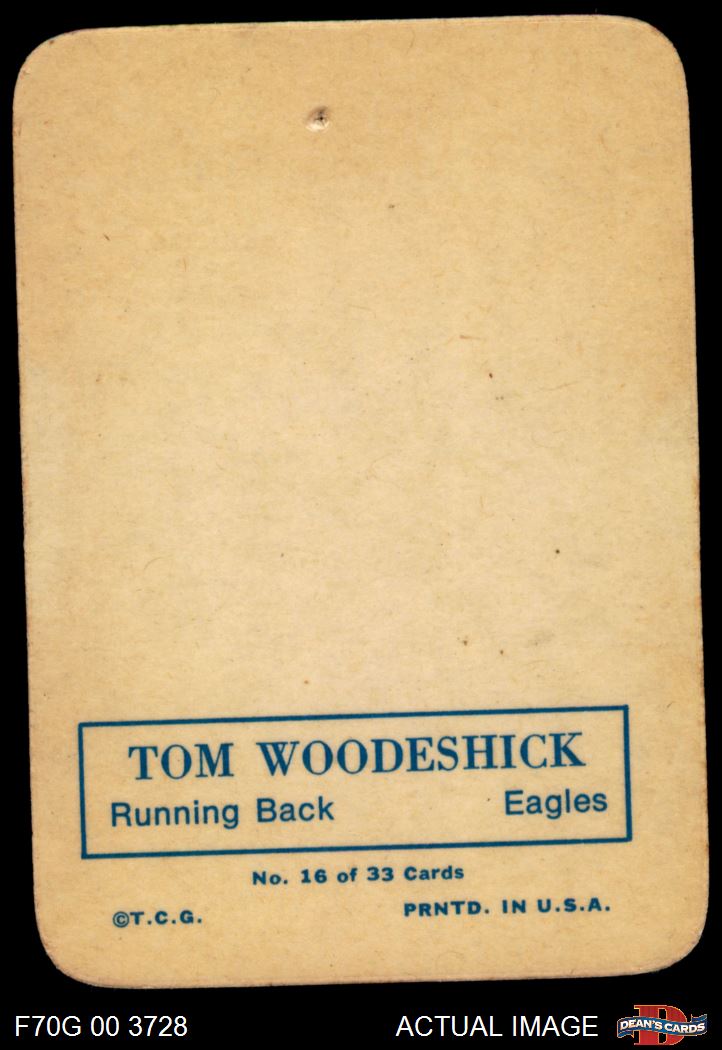 TOM WOODESHICK
Running Back Eagles
No. 16 of 33 Cards
©T.C.G. PRNTD. IN U.S.A.
F70G 00 3728 ACTUAL IMAGE D DEAN'S CARDS